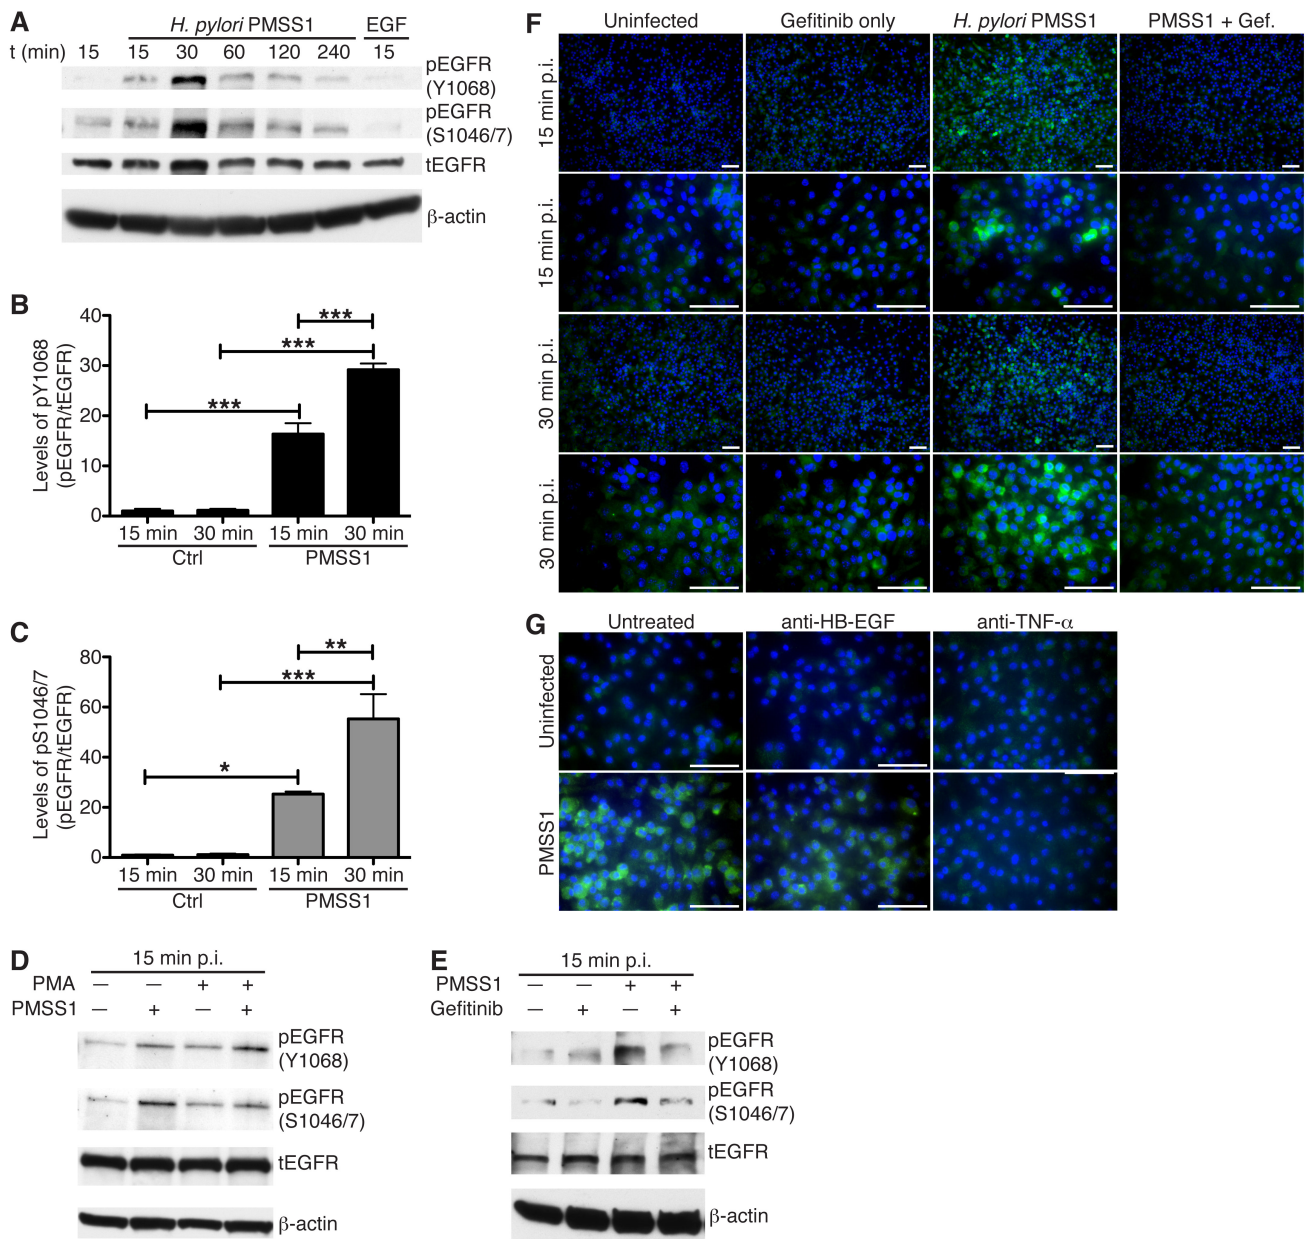 A
H. pylori PMSS1 EGF
t (min) 15 15 30 60 120 240 15
pEGFR
(Y1068)
pEGFR
(S1046/7)
tEGFR
β-actin
B
Levels of pY1068
(pEGFR/tEGFR)
40
30
20
10
0
***
***
***
15 min 30 min 15 min 30 min
Ctrl PMSS1
C
Levels of pS1046/7
(pEGFR/tEGFR)
80
60
40
20
0
**
***
*
15 min 30 min 15 min 30 min
Ctrl PMSS1
D
15 min p.i.
PMA — — + +
PMSS1 — + — +
pEGFR
(Y1068)
pEGFR
(S1046/7)
tEGFR
β-actin
E
15 min p.i.
PMSS1 — — + +
Gefitinib — + — +
pEGFR
(Y1068)
pEGFR
(S1046/7)
tEGFR
β-actin
F
Uninfected Gefitinib only H. pylori PMSS1 PMSS1 + Gef.
15 min p.i.
15 min p.i.
30 min p.i.
30 min p.i.
G
Untreated anti-HB-EGF anti-TNF-α
Uninfected
PMSS1